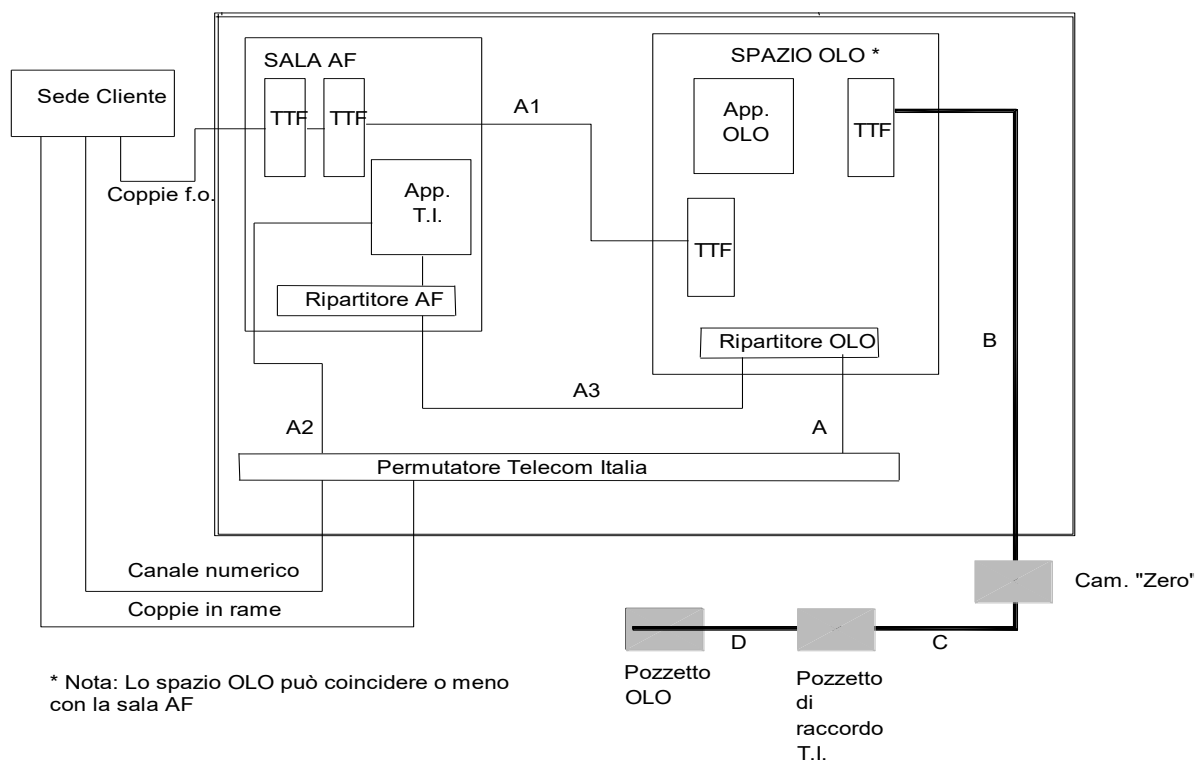 SALA AF
SPAZIO OLO *
Sede Cliente
TTF
TTF
A1
App.
OLO
TTF
Coppie f.o.
App.
T.I.
TTF
Ripartitore AF
Ripartitore OLO
B
A3
A2
A
Permutatore Telecom Italia
Canale numerico
Coppie in rame
Cam. "Zero"
D
C
Pozzetto
OLO
Pozzetto
di
raccordo
T.I.
* Nota: Lo spazio OLO può coincidere o meno
con la sala AF